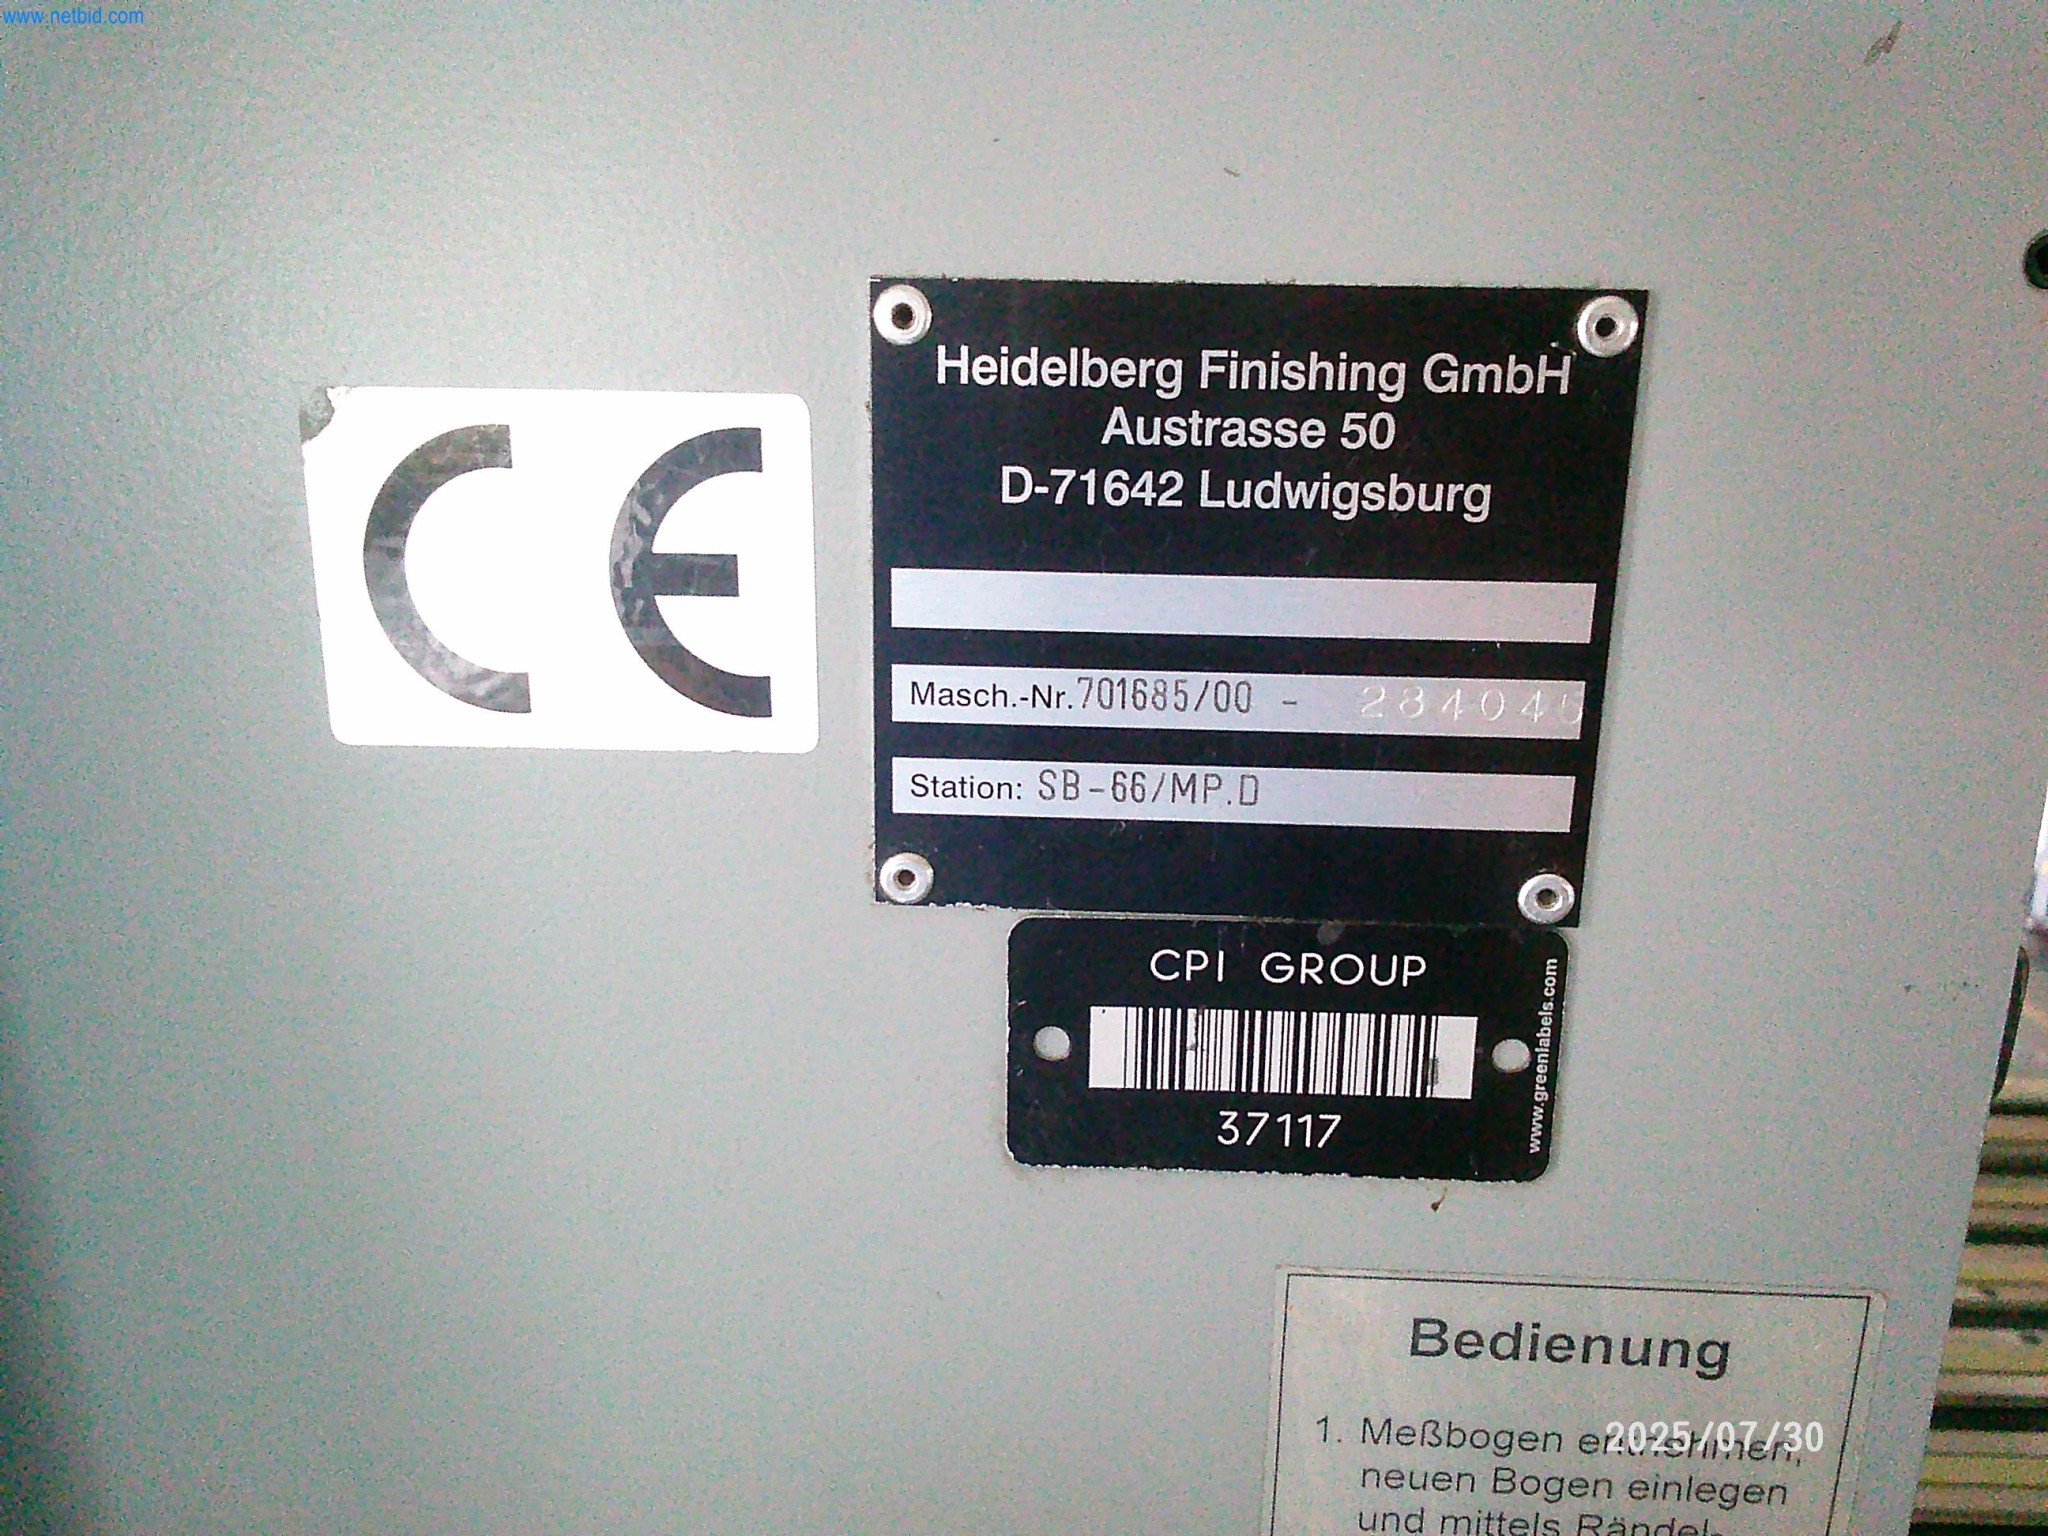 www.netbid.com
CE
Heidelberg Finishing GmbH
Austrasse 50
D-71642 Ludwigsburg
Masch.-Nr. 701685/00 -
Station: SB-66/MP.D
CPI GROUP
37117
www.greenlabels.com
Bedienung
1. Meßbogen entnehmen,
neuen Bogen einlegen
und mittels Rändel-
2025/07/30